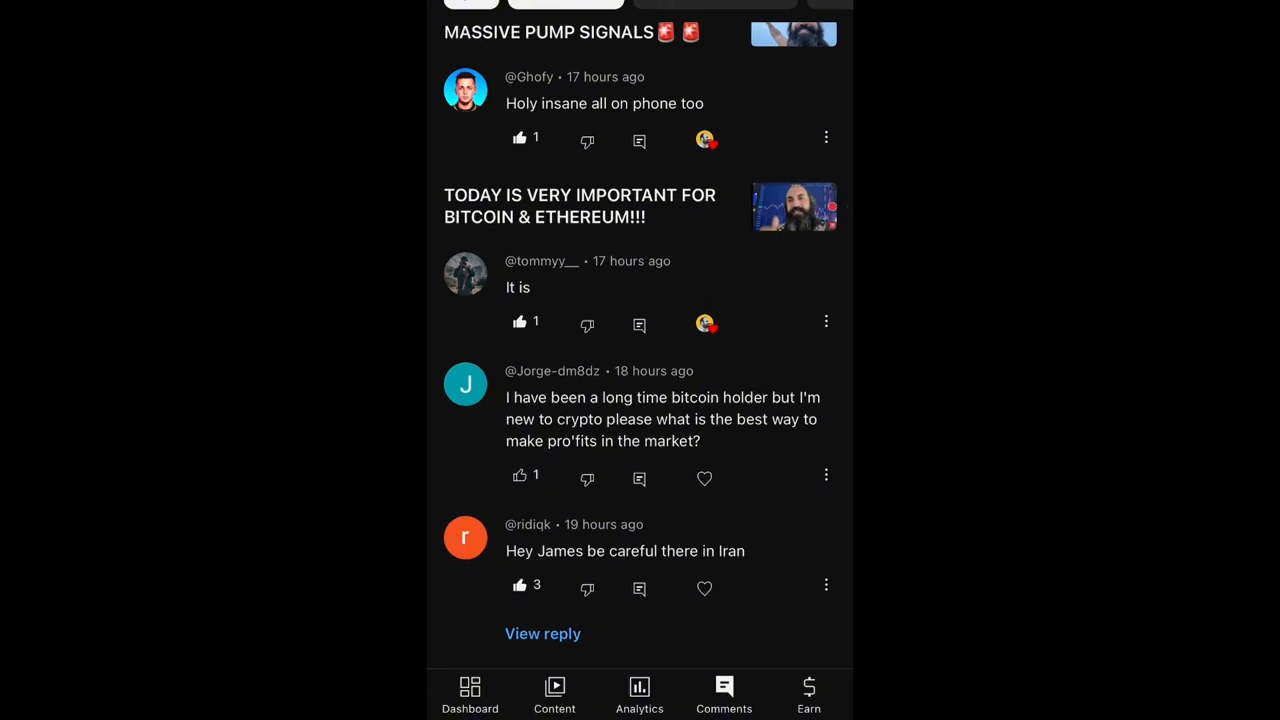 MASSIVE PUMP SIGNALS🚨 🚨
@Ghofy • 17 hours ago
Holy insane all on phone too
1
TODAY IS VERY IMPORTANT FOR
BITCOIN & ETHEREUM!!!
@tommyy__ • 17 hours ago
It is
1
J
@Jorge-dm8dz • 18 hours ago
I have been a long time bitcoin holder but I'm
new to crypto please what is the best way to
make pro'fits in the market?
1
r
@ridiqk • 19 hours ago
Hey James be careful there in Iran
3
View reply
Dashboard Content Analytics Comments Earn